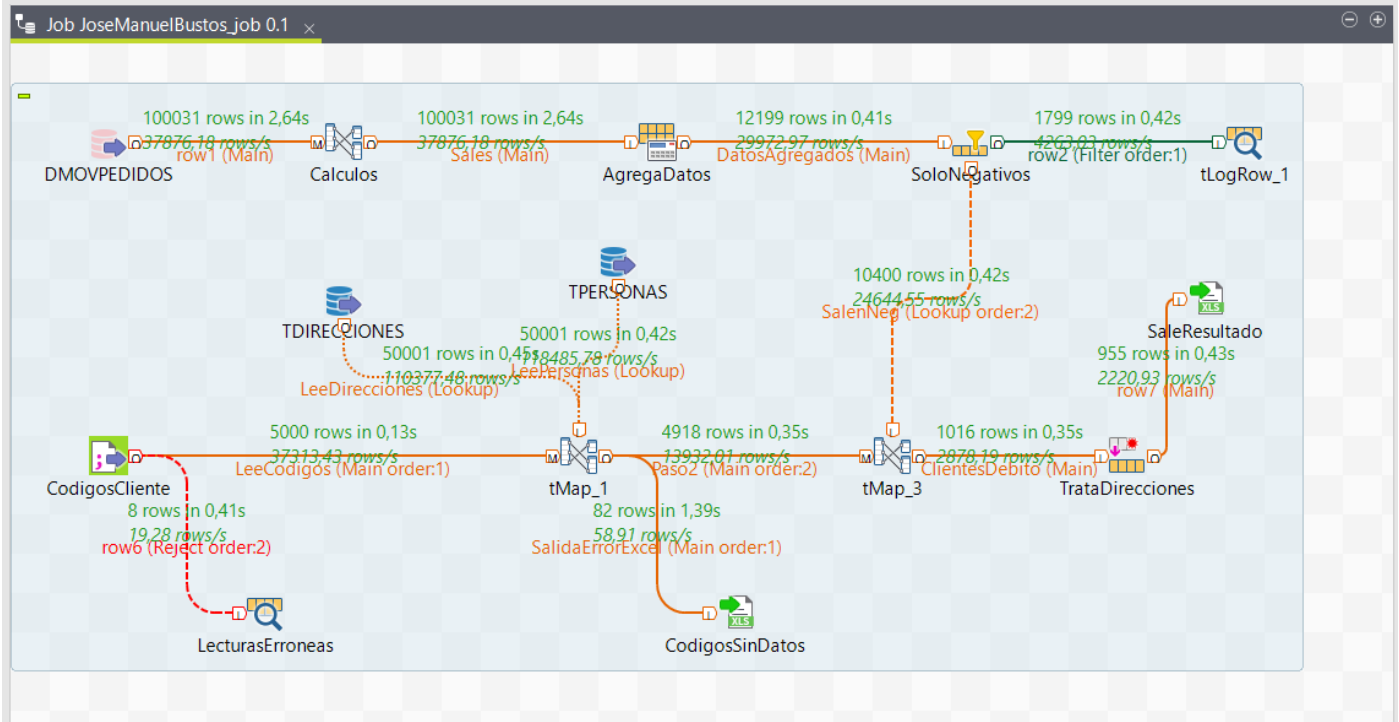 Job JoseManuelBustos_job 0.1
100031 rows in 2,64s
37876,18 rows/s
row1 (Main)
100031 rows in 2,64s
37876,18 rows/s
Sales (Main)
12199 rows in 0,41s
29972,97 rows/s
DatosAgregados (Main)
1799 rows in 0,42s
4263,03 rows/s
row2 (Filter order:1)
DMOVPEDIDOS
Calculos
AgregaDatos
SoloNegativos
tLogRow_1
TPERSONAS
TDIRECCIONES
50001 rows in 0,42s
118485,78 rows/s
LeePersonas (Lookup)
50001 rows in 0,45s
110377,48 rows/s
LeeDirecciones (Lookup)
10400 rows in 0,42s
24644,55 rows/s
SalenNeg (Lookup order:2)
XLS
SaleResultado
955 rows in 0,43s
2220,93 rows/s
row7 (Main)
5000 rows in 0,13s
37313,43 rows/s
LeeCodigos (Main order:1)
4918 rows in 0,35s
13932,01 rows/s
Paso2 (Main order:2)
1016 rows in 0,35s
2878,19 rows/s
ClientesDebito (Main)
CodigosCliente
tMap_1
tMap_3
TrataDirecciones
8 rows in 0,41s
19,28 rows/s
row6 (Reject order:2)
82 rows in 1,39s
58,91 rows/s
SalidaErrorExcel (Main order:1)
XLS
LecturasErroneas
CodigosSinDatos